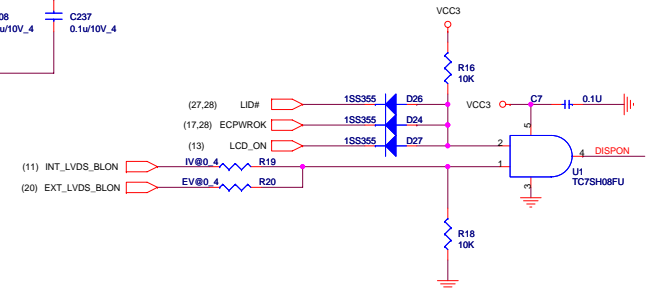 08 C237
u/10V_4 0.1u/10V_4
VCC3
R16
10K
(27,28) LID# 1SS355 D26
VCC3 C7 0.1U
(17,28) ECPWROK 1SS355 D24
5
(13) LCD_ON 1SS355 D27
2
4 DISPON
(11) INT_LVDS_BLON IV@0_4 R19
1
U1
TC7SH08FU
(20) EXT_LVDS_BLON EV@0_4 R20
3
R18
10K